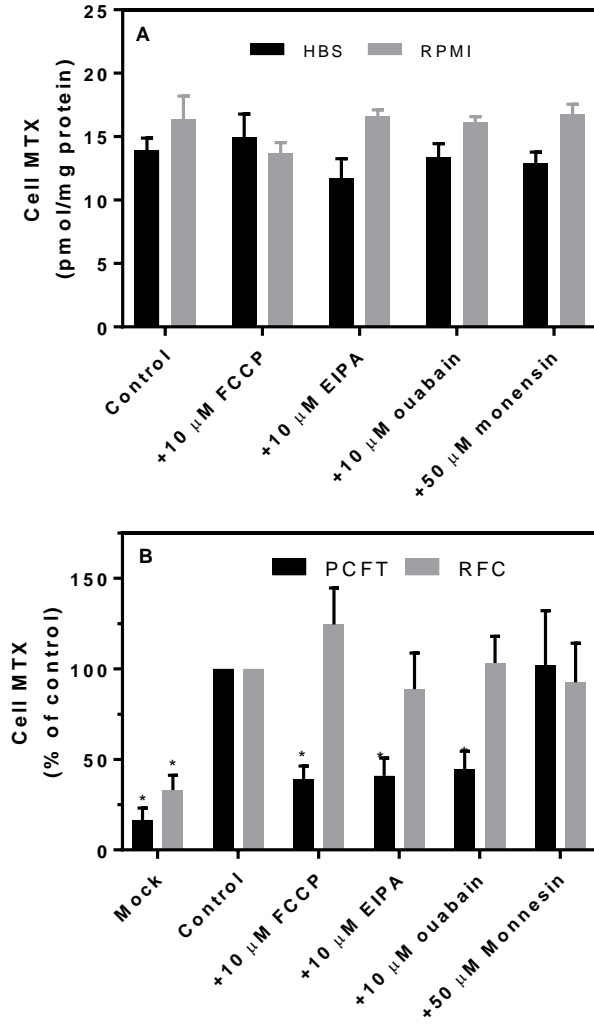 A
HBS RPMI
Cell MTX
(pmol/mg protein)
25
20
15
10
5
0
Control
+10 μM FCCP
+10 μM EIPA
+10 μM ouabain
+50 μM monensin
B
PCFT RFC
Cell MTX
(% of control)
150
100
50
0
* * * * *
Mock
Control
+10 μM FCCP
+10 μM EIPA
+10 μM ouabain
+50 μM Monnesin